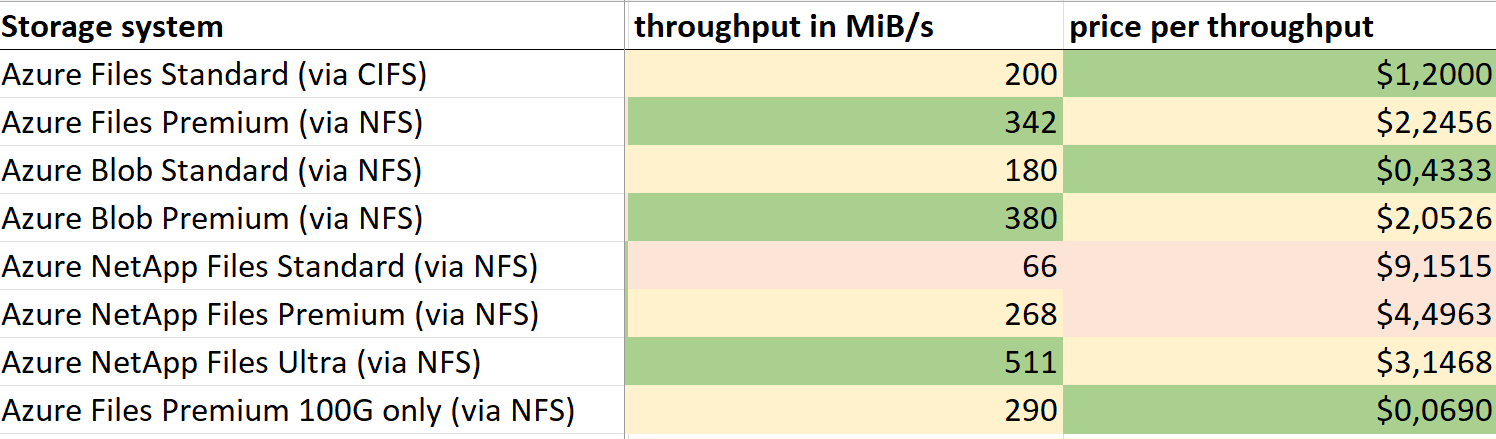 Storage system throughput in MiB/s price per throughput
Azure Files Standard (via CIFS) 200 $1,2000
Azure Files Premium (via NFS) 342 $2,2456
Azure Blob Standard (via NFS) 180 $0,4333
Azure Blob Premium (via NFS) 380 $2,0526
Azure NetApp Files Standard (via NFS) 66 $9,1515
Azure NetApp Files Premium (via NFS) 268 $4,4963
Azure NetApp Files Ultra (via NFS) 511 $3,1468
Azure Files Premium 100G only (via NFS) 290 $0,0690